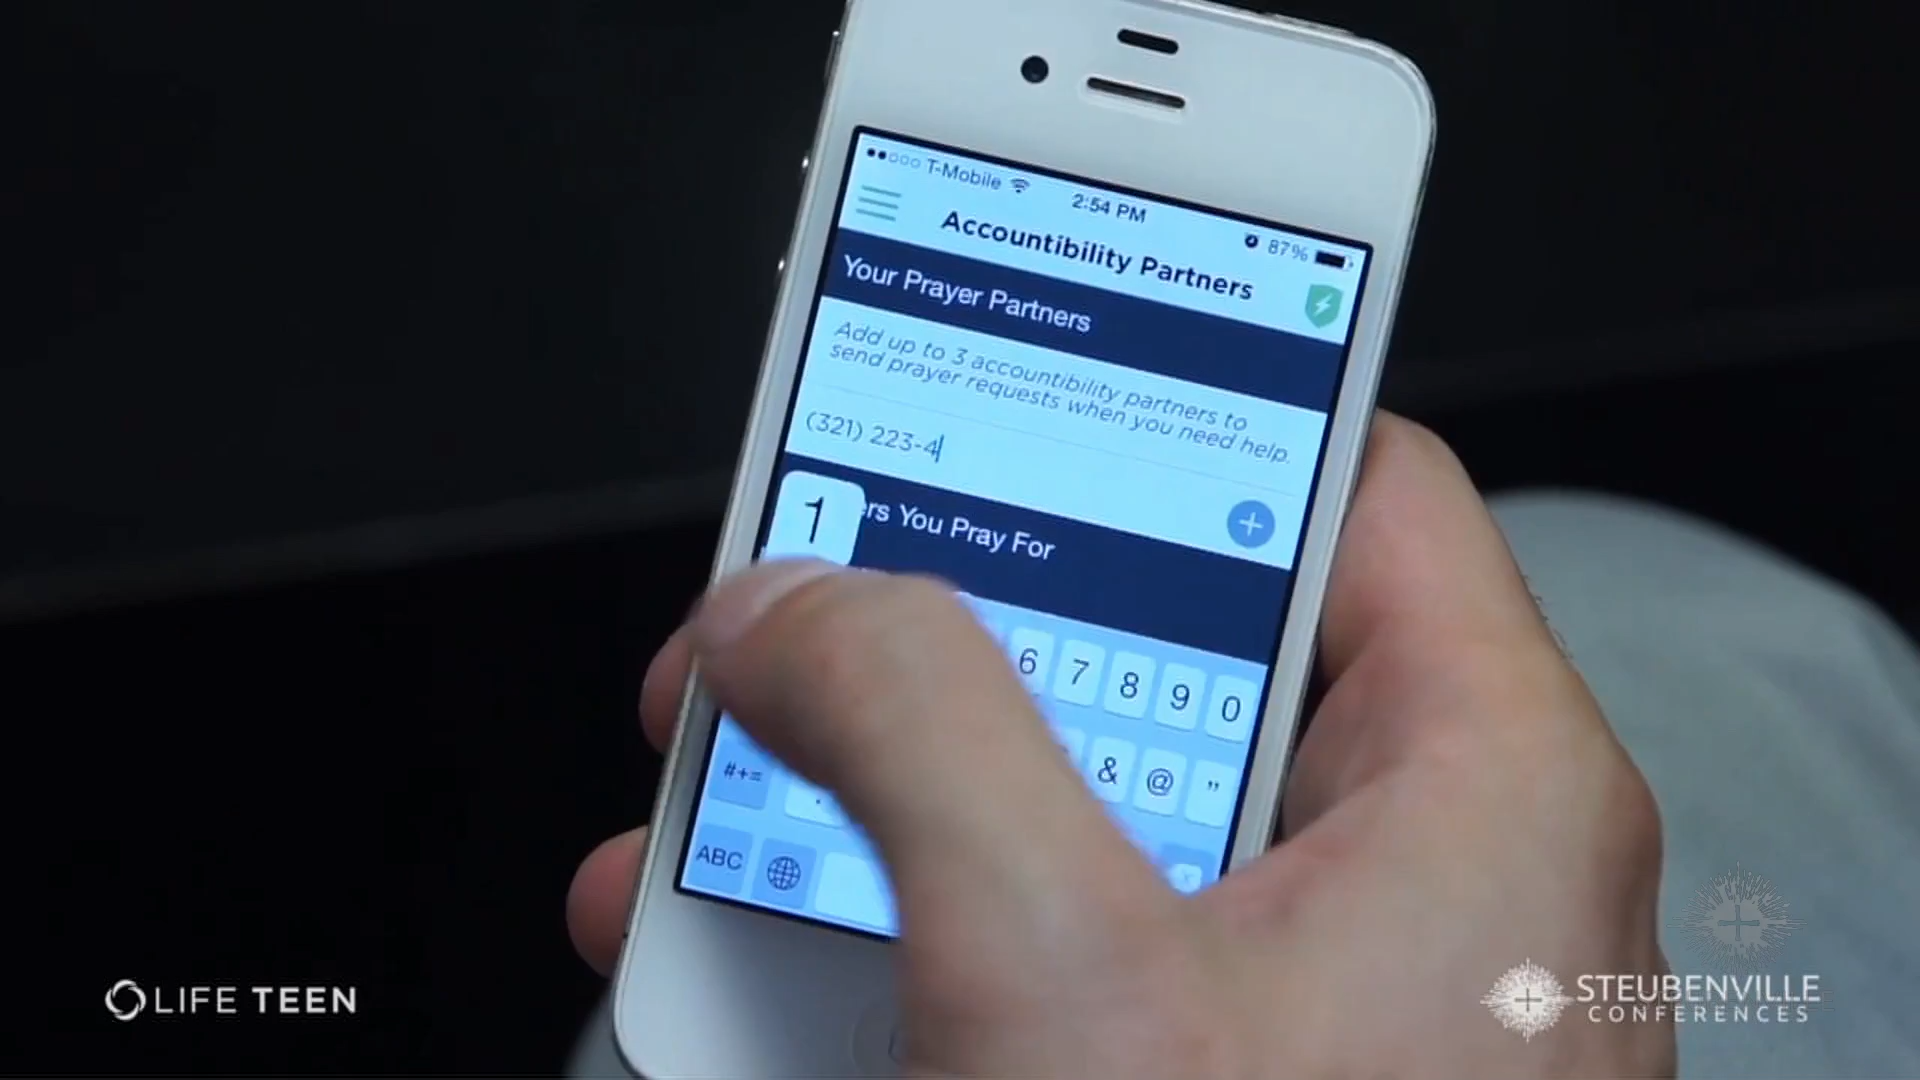 T-Mobile 2:54 PM 87%
Accountibility Partners
Your Prayer Partners
Add up to 3 accountibility partners to
send prayer requests when you need help.
(321) 223-4
1
ers You Pray For
6 7 8 9 0
#+= & @ "
ABC
LIFE TEEN
STEUBENVILLE
CONFERENCES